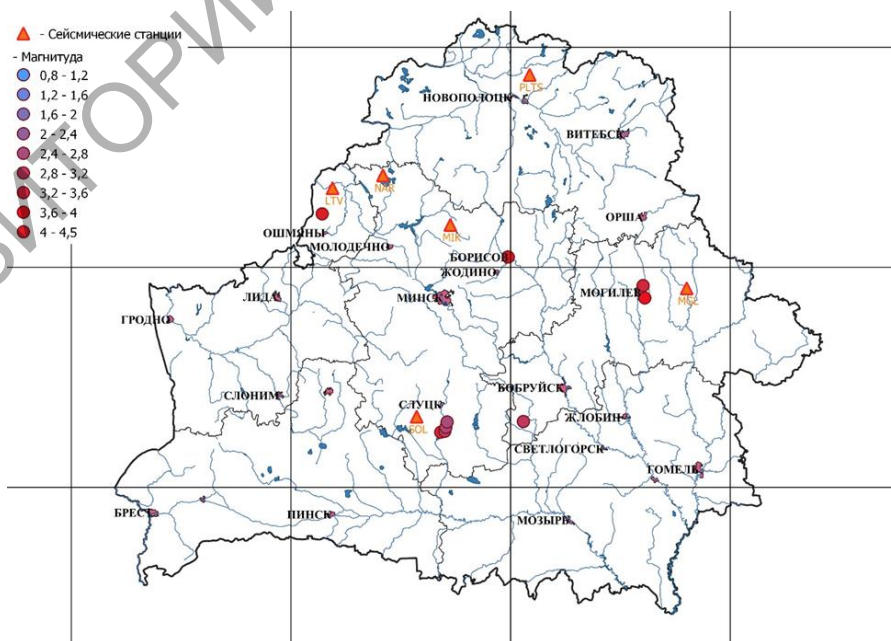 - Сейсмические станции
- Магнитуда
0,8 - 1,2
1,2 - 1,6
1,6 - 2
2 - 2,4
2,4 - 2,8
2,8 - 3,2
3,2 - 3,6
3,6 - 4
4 - 4,5
PLTS
НОВОПОЛОЦК
ВИТЕБСК
NAR
LTV
ОРША
ОШМЯНЫ
MIK
МОЛОДЕЧНО
БОРИСОВ
ЖОДИНО
ЛИДА
МИНСК
МОГИЛЕВ
ГРОДНО
СЛОНИМ
БОБРУЙСК
СЛУЦК
ЖЛОБИН
SOL
СВЕТЛОГОРСК
ГОМЕЛЬ
БРЕСТ
ПИНСК
МОЗЫРЬ